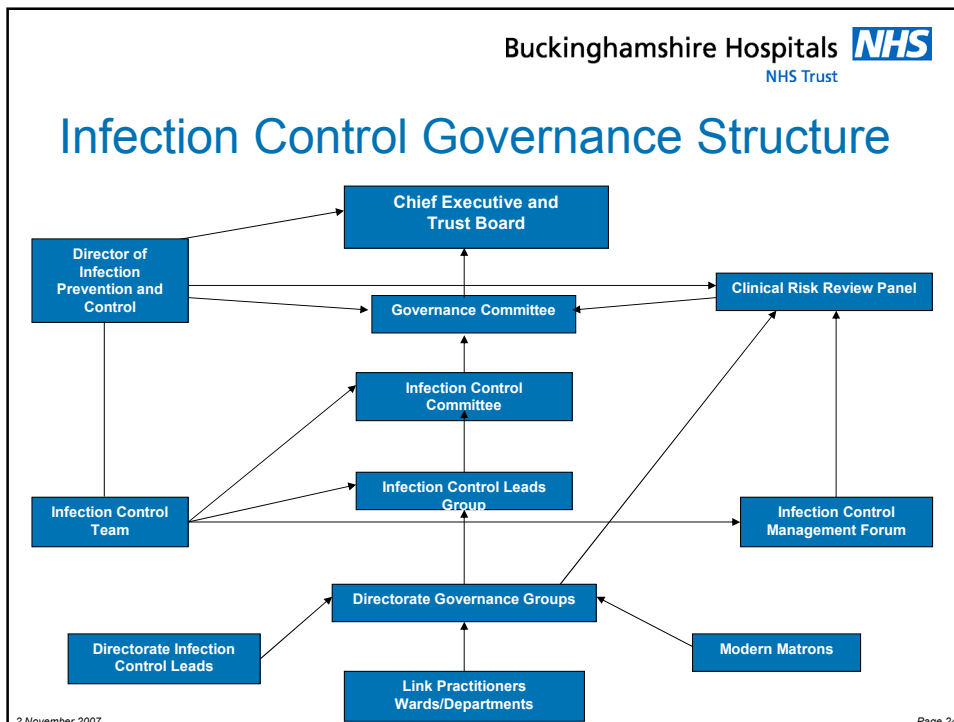 Buckinghamshire Hospitals NHS
NHS Trust
Infection Control Governance Structure
Chief Executive and
Trust Board
Director of
Infection
Prevention and
Control
Clinical Risk Review Panel
Governance Committee
Infection Control
Committee
Infection Control Leads
Group
Infection Control
Team
Infection Control
Management Forum
Directorate Governance Groups
Directorate Infection
Control Leads
Modern Matrons
Link Practitioners
Wards/Departments
2 November 2007
Page 24